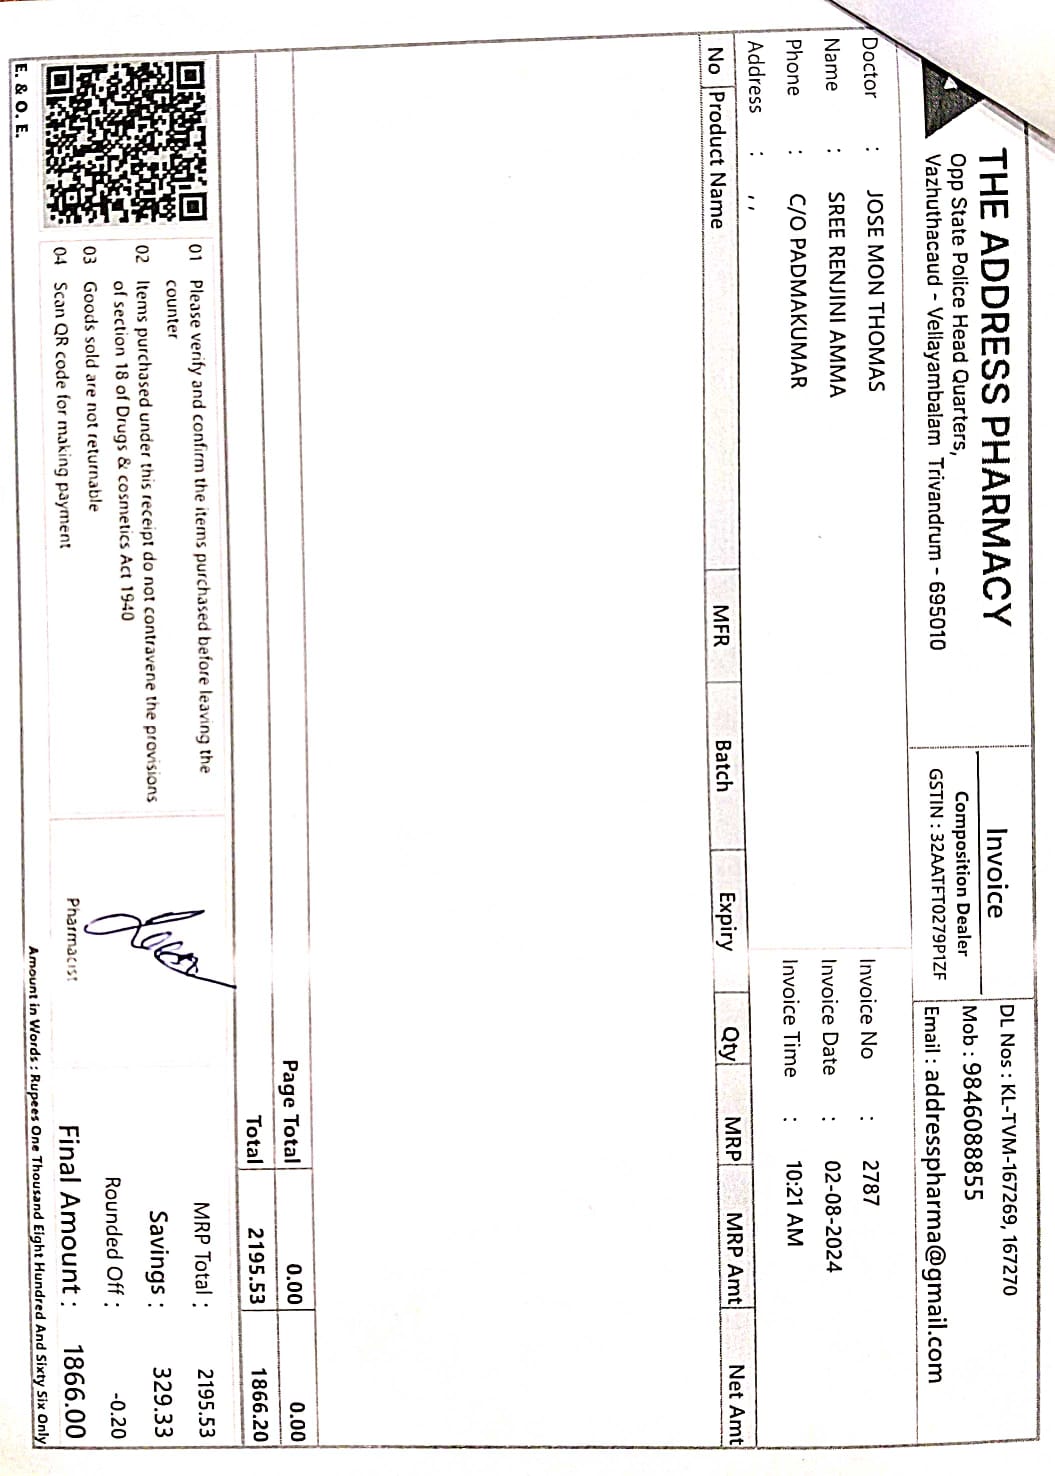 THE ADDRESS PHARMACY
Opp State Police Head Quarters,
Vazhuthacaud - Vellayambalam Trivandrum - 695010
Invoice
Composition Dealer
GSTIN : 32AATFT0279P1ZF
DL Nos : KL-TVM-167269, 167270
Mob : 9846088855
Email : addresspharma@gmail.com
Doctor : JOSE MON THOMAS
Name : SREE RENJINI AMMA
Phone : C/O PADMAKUMAR
Address : , ,
Invoice No : 2787
Invoice Date : 02-08-2024
Invoice Time : 10:21 AM
No Product Name MFR Batch Expiry Qty MRP MRP Amt Net Amt
Page Total 0.00 0.00
Total 2195.53 1866.20
01 Please verify and confirm the items purchased before leaving the
counter
02 Items purchased under this receipt do not contravene the provisions
of section 18 of Drugs & cosmetics Act 1940
03 Goods sold are not returnable
04 Scan QR code for making payment
E. & O. E.
Pharmacist
MRP Total : 2195.53
Savings : 329.33
Rounded Off : -0.20
Final Amount : 1866.00
Amount in Words : Rupees One Thousand Eight Hundred And Sixty Six Only